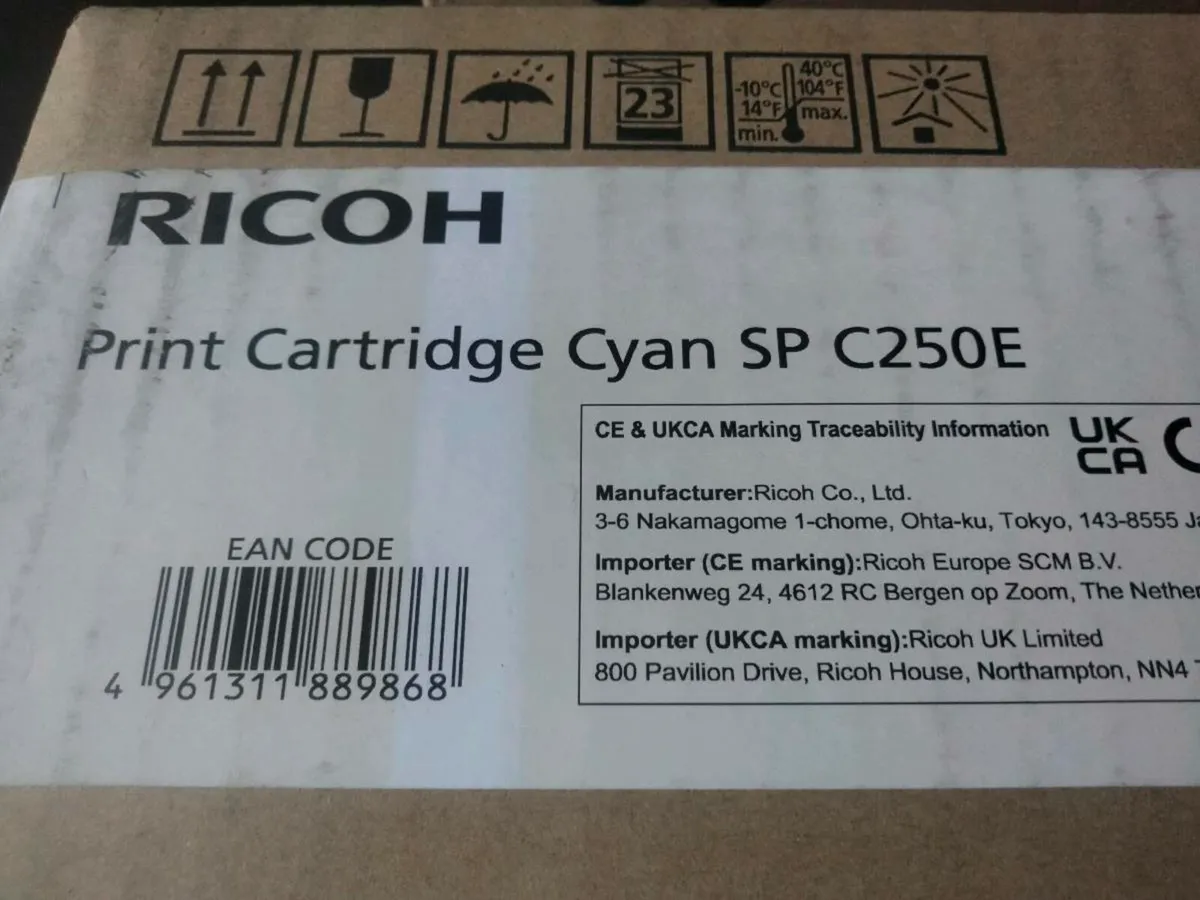 23
-10°C 40°C
14°F 104°F
min. max.
RICOH
Print Cartridge Cyan SP C250E
CE & UKCA Marking Traceability Information
UK
CA
Manufacturer:Ricoh Co., Ltd.
3-6 Nakamagome 1-chome, Ohta-ku, Tokyo, 143-8555
Importer (CE marking):Ricoh Europe SCM B.V.
Blankenweg 24, 4612 RC Bergen op Zoom, The
Importer (UKCA marking):Ricoh UK Limited
800 Pavilion Drive, Ricoh House, Northampton, NN4
EAN CODE
4 961311 889868